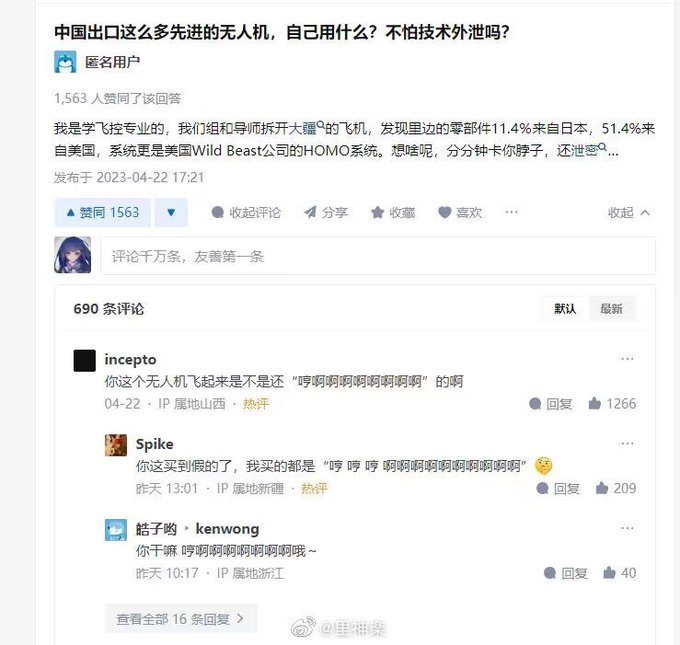 中国出口这么多先进的无人机，自己用什么？不怕技术外泄吗？
匿名用户
1,563 人赞同了该回答
我是学飞控专业的，我们组和导师拆开大疆的飞机，发现里边的零部件11.4%来自日本，51.4%来
自美国，系统更是美国Wild Beast公司的HOMO系统。想啥呢，分分钟卡你脖子，还泄密...
发布于 2023-04-22 17:21
赞同 1563 收起评论 分享 收藏 喜欢 ··· 收起
评论千万条，友善第一条
690 条评论 默认 最新
incepto ···
你这个无人机飞起来是不是还“哼啊啊啊啊啊啊啊啊”的啊
04-22 · IP 属地山西 · 热评 回复 1266
Spike ···
你这买到假的了，我买的都是“哼 哼 哼 啊啊啊啊啊啊啊啊啊啊”🤔
昨天 13:01 · IP 属地新疆 · 热评 回复 209
皓子哟 ▸ kenwong ···
你干嘛 哼啊啊啊啊啊啊啊哦～
昨天 10:17 · IP 属地浙江 回复 40
查看全部 16 条回复 >
@里神楽